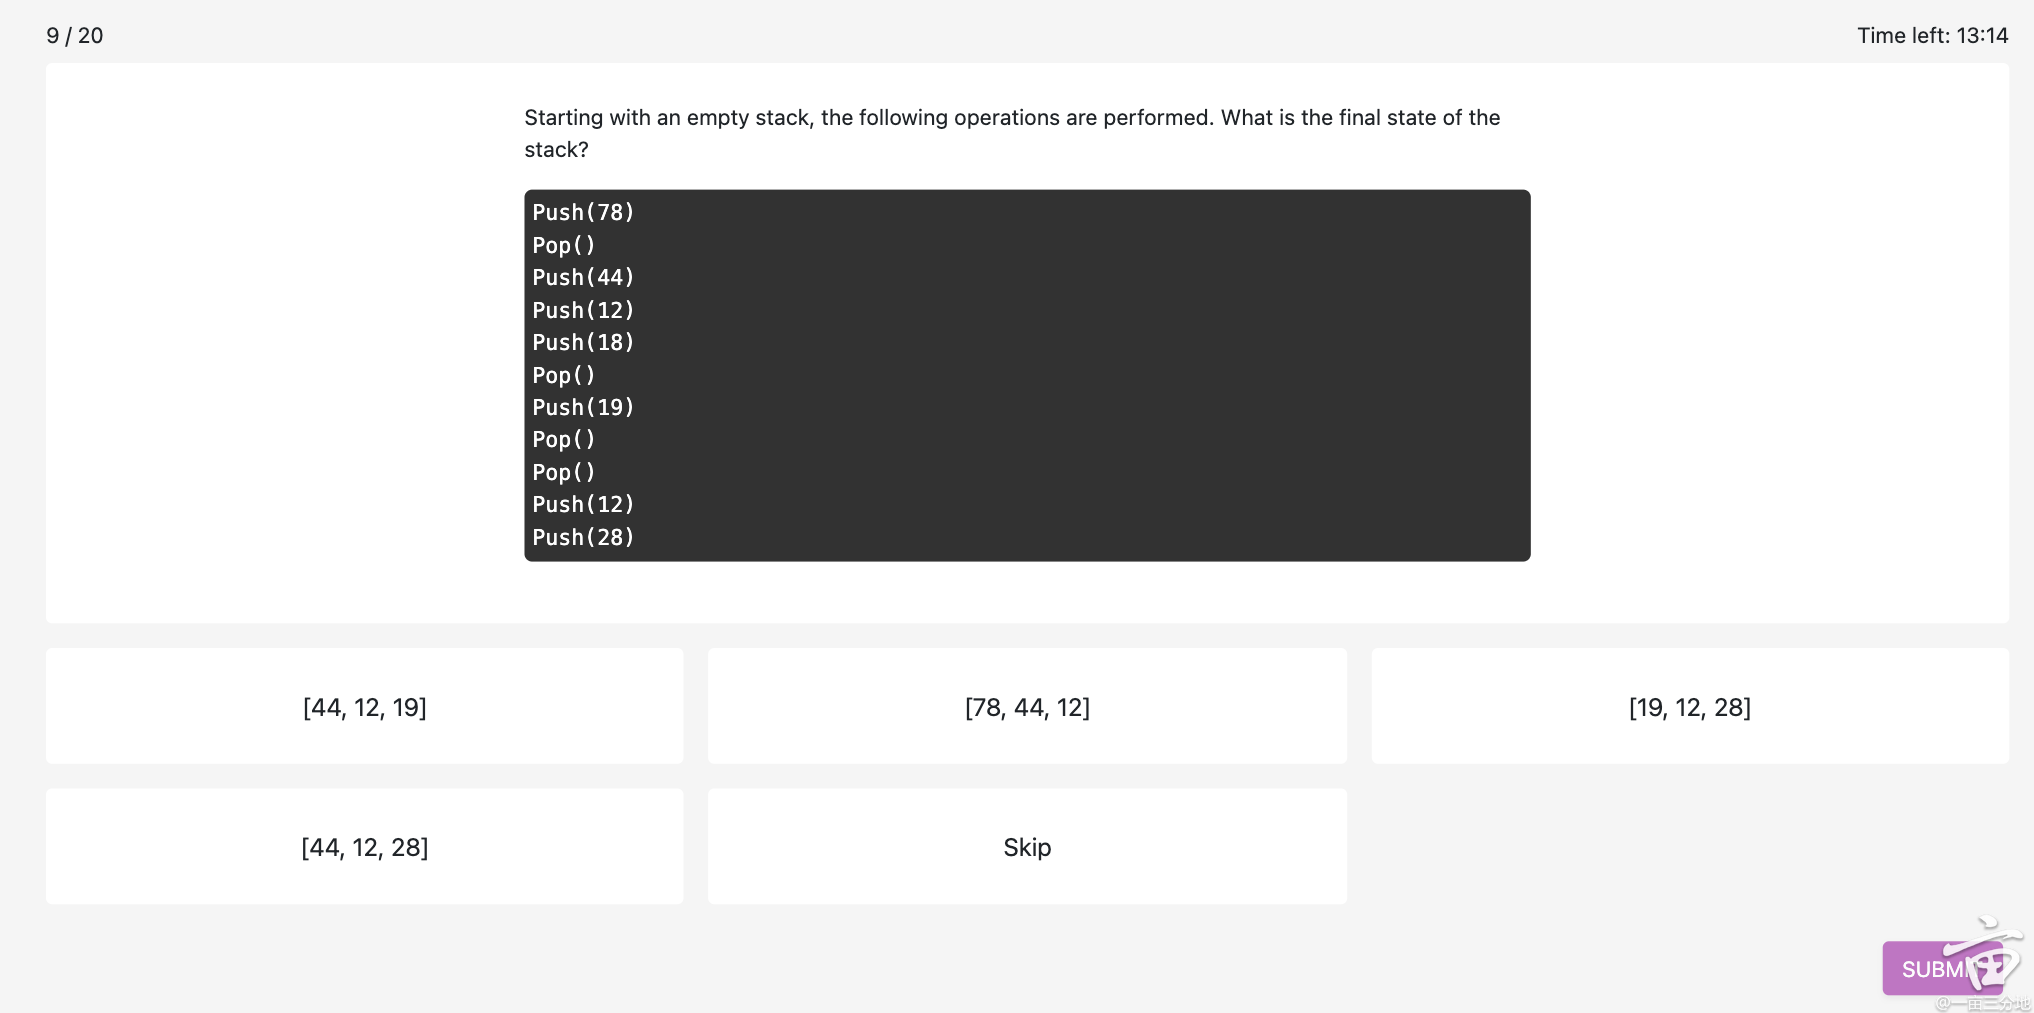 9 / 20
Time left: 13:14
Starting with an empty stack, the following operations are performed. What is the final state of the
stack?
Push(78)
Pop()
Push(44)
Push(12)
Push(18)
Pop()
Push(19)
Pop()
Pop()
Push(12)
Push(28)
[44, 12, 19]
[78, 44, 12]
[19, 12, 28]
[44, 12, 28]
Skip
SUBMIT
亩
@一亩三分地